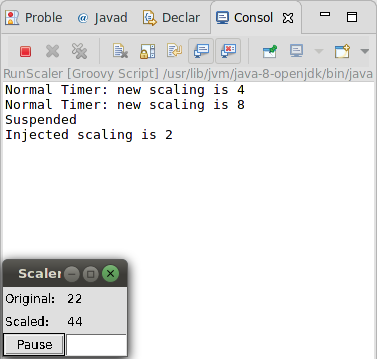 Proble
Javad
Declar
Consol
RunScaler [Groovy Script] /usr/lib/jvm/java-8-openjdk/bin/java
Normal Timer: new scaling is 4
Normal Timer: new scaling is 8
Suspended
Injected scaling is 2
Scaler
Original: 22
Scaled: 44
Pause